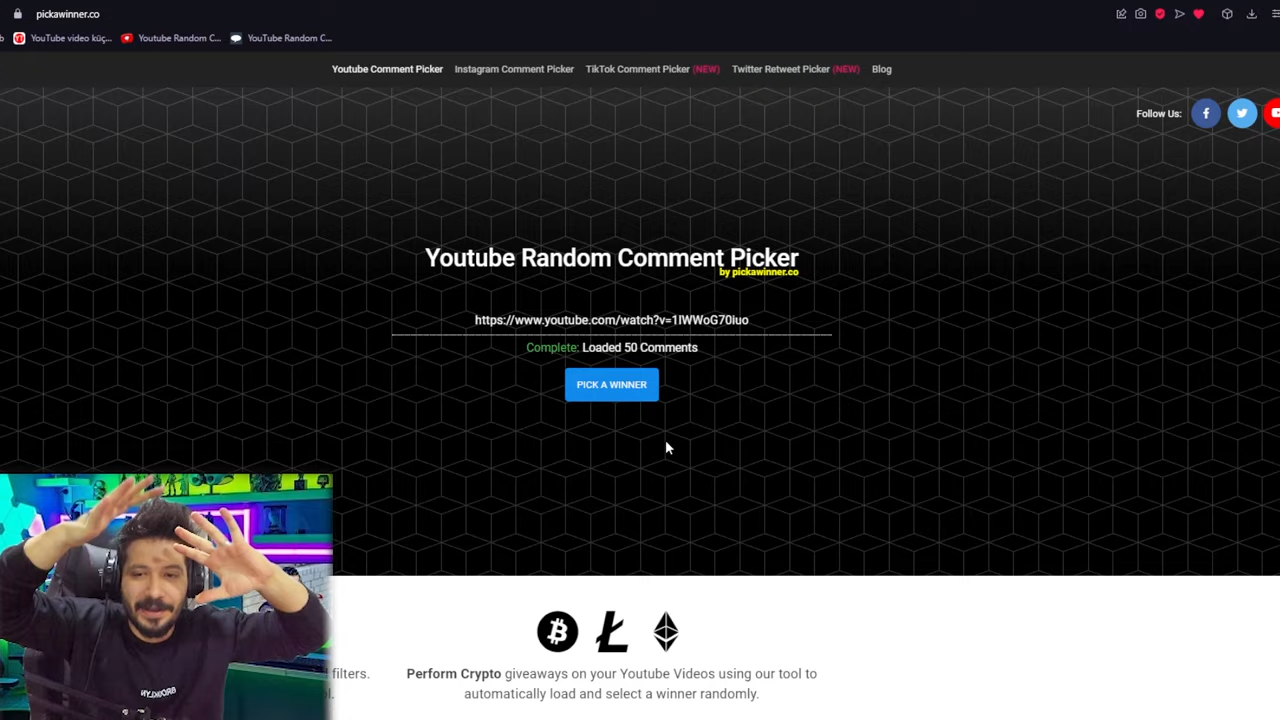 pickawinner.co
YouTube video küç...
Youtube Random C...
YouTube Random C...
Youtube Comment Picker
Instagram Comment Picker
TikTok Comment Picker (NEW)
Twitter Retweet Picker (NEW)
Blog
Follow Us:
Youtube Random Comment Picker
by pickawinner.co
https://www.youtube.com/watch?v=1IWWoG70iuo
Complete: Loaded 50 Comments
PICK A WINNER
filters.
Perform Crypto giveaways on your Youtube Videos using our tool to
automatically load and select a winner randomly.